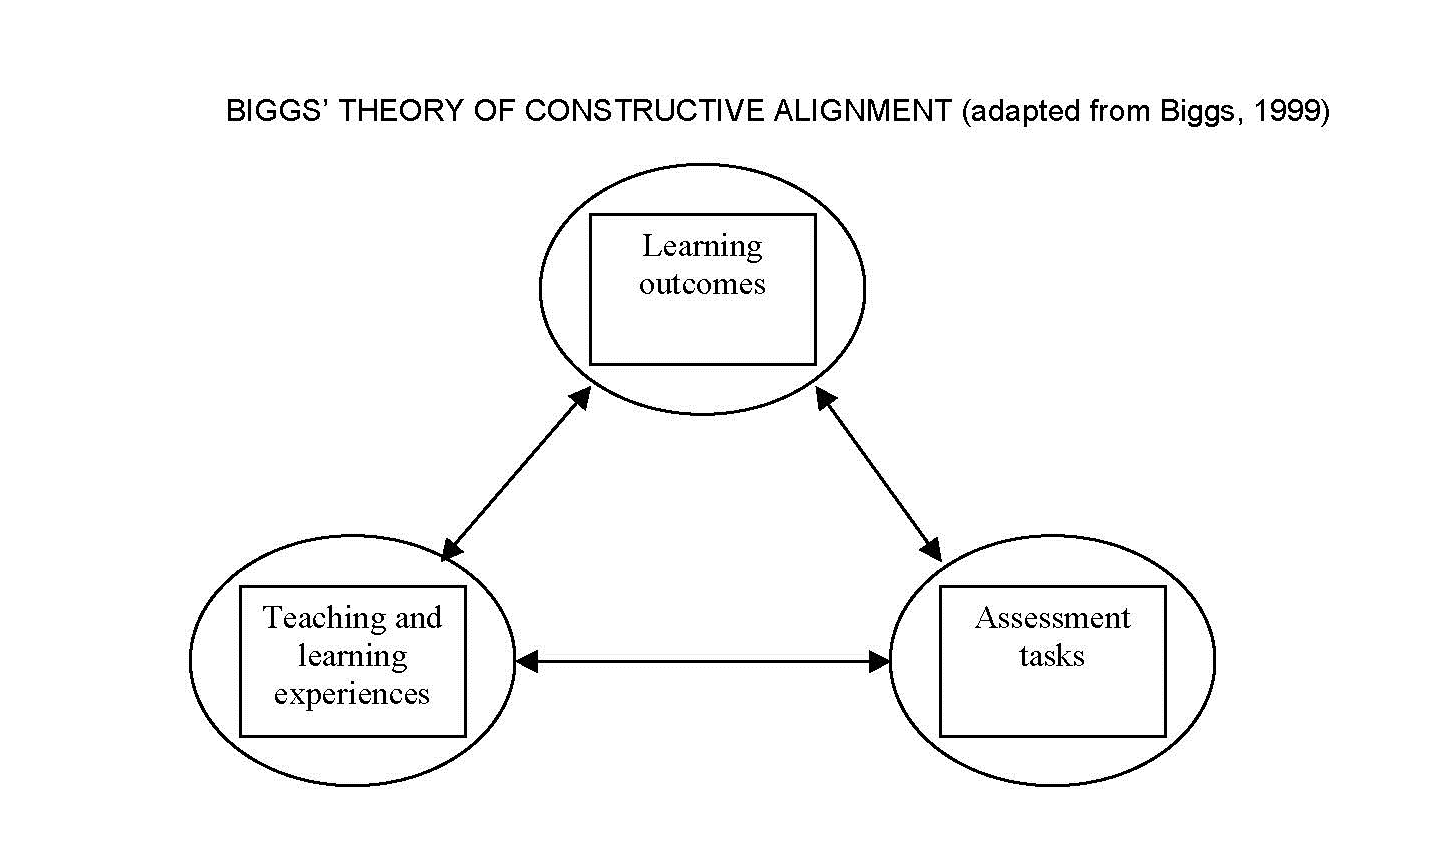 BIGGS’ THEORY OF CONSTRUCTIVE ALIGNMENT (adapted from Biggs, 1999)
Learning
outcomes
Teaching and
learning
experiences
Assessment
tasks